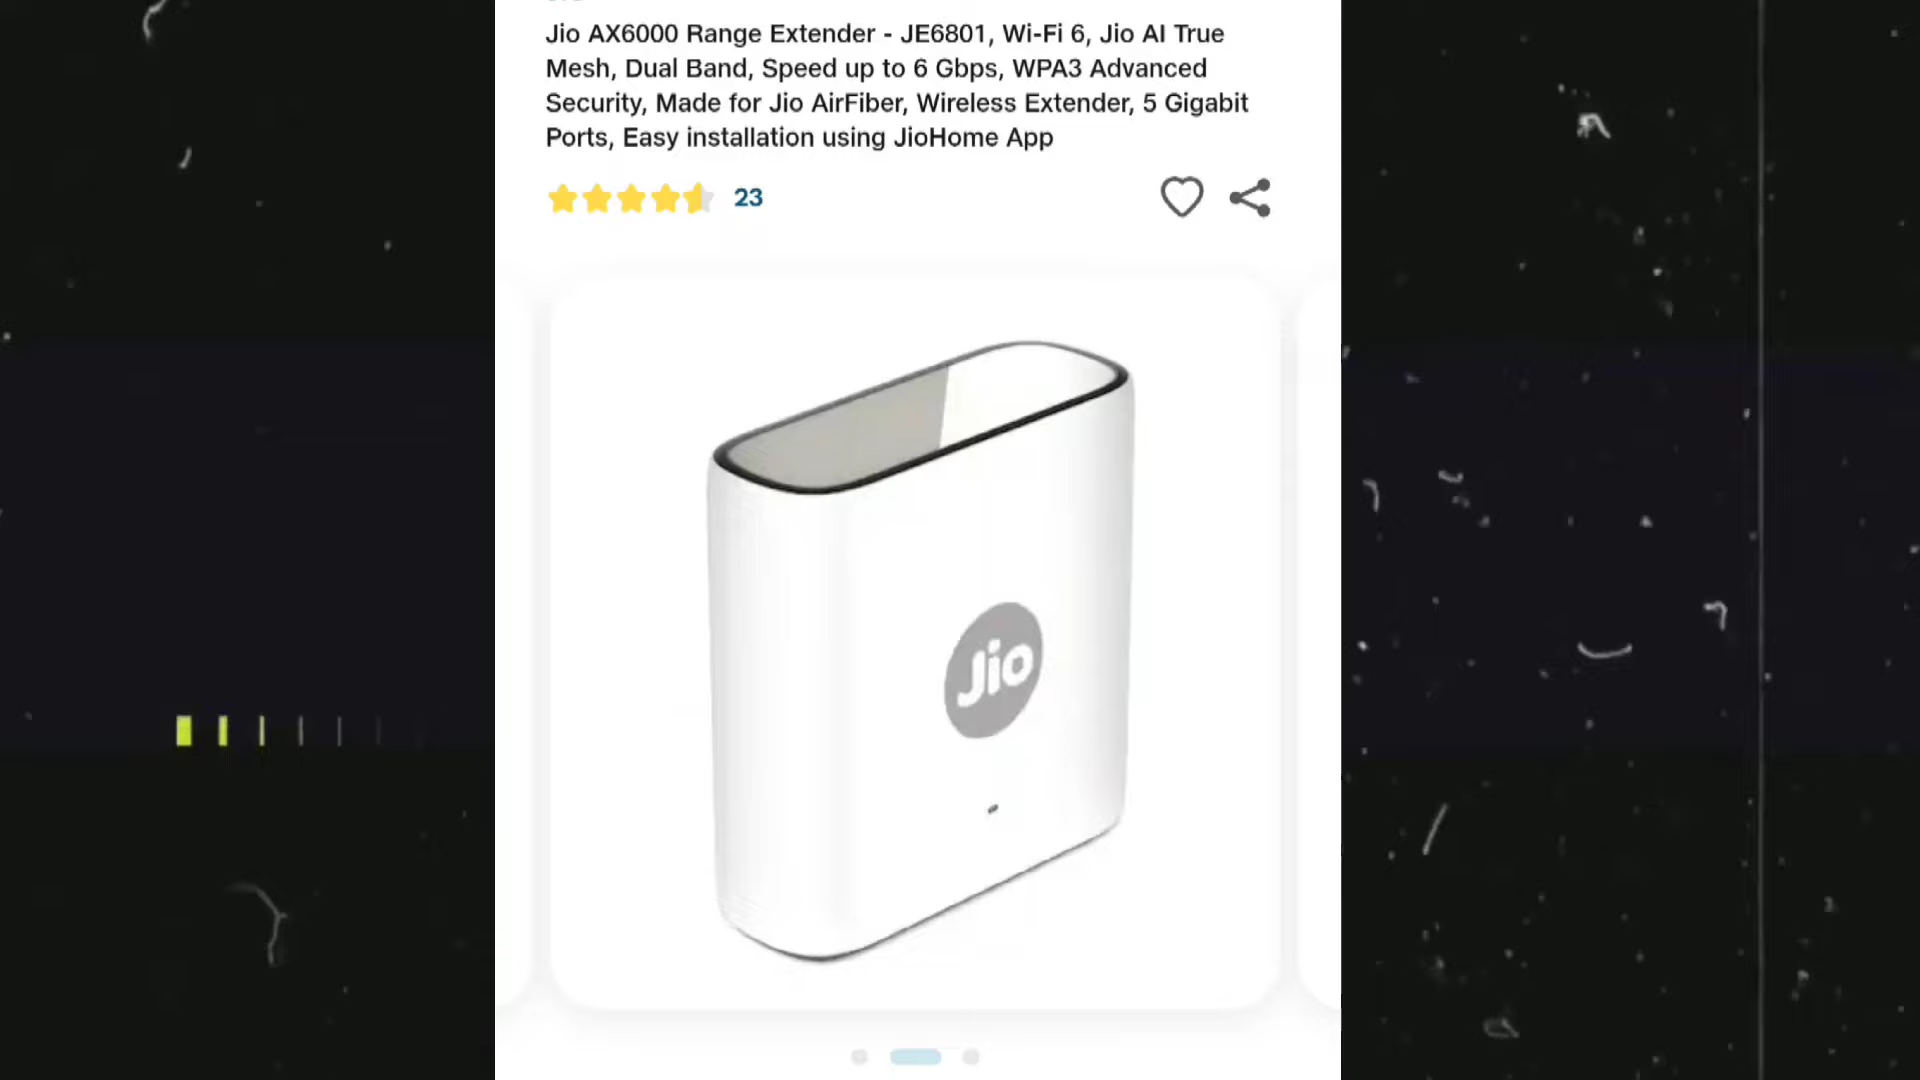 Jio AX6000 Range Extender - JE6801, Wi-Fi 6, Jio AI True
Mesh, Dual Band, Speed up to 6 Gbps, WPA3 Advanced
Security, Made for Jio AirFiber, Wireless Extender, 5 Gigabit
Ports, Easy installation using JioHome App
23
Jio